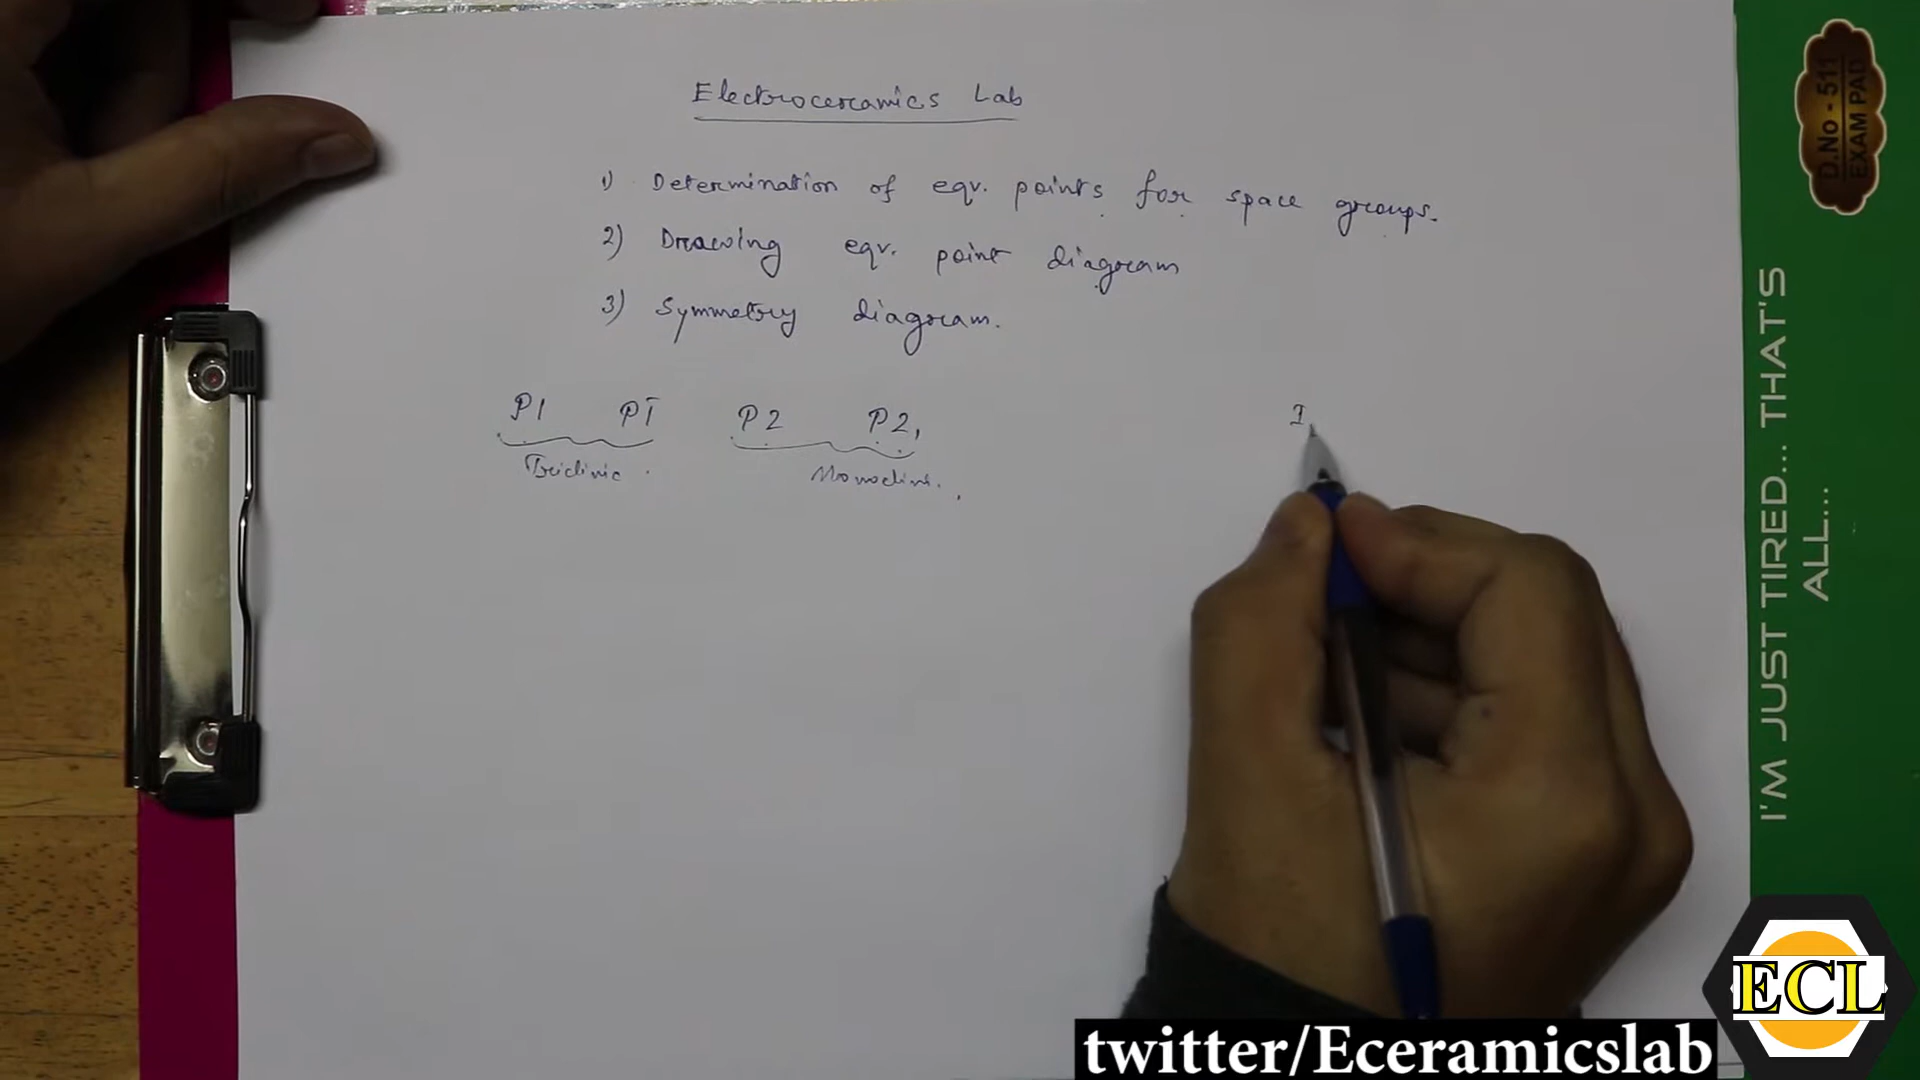 Electroceramics Lab
1) Determination of eqv. points for space groups.
2) Drawing eqv. point diagram
3) Symmetry diagram.
P1 P1̅ P2 P2₁ I
Triclinic. Monoclinic.
D.No - 511
EXAM PAD
I'M JUST TIRED... THAT'S
ALL...
ECL
twitter/Eceramicslab